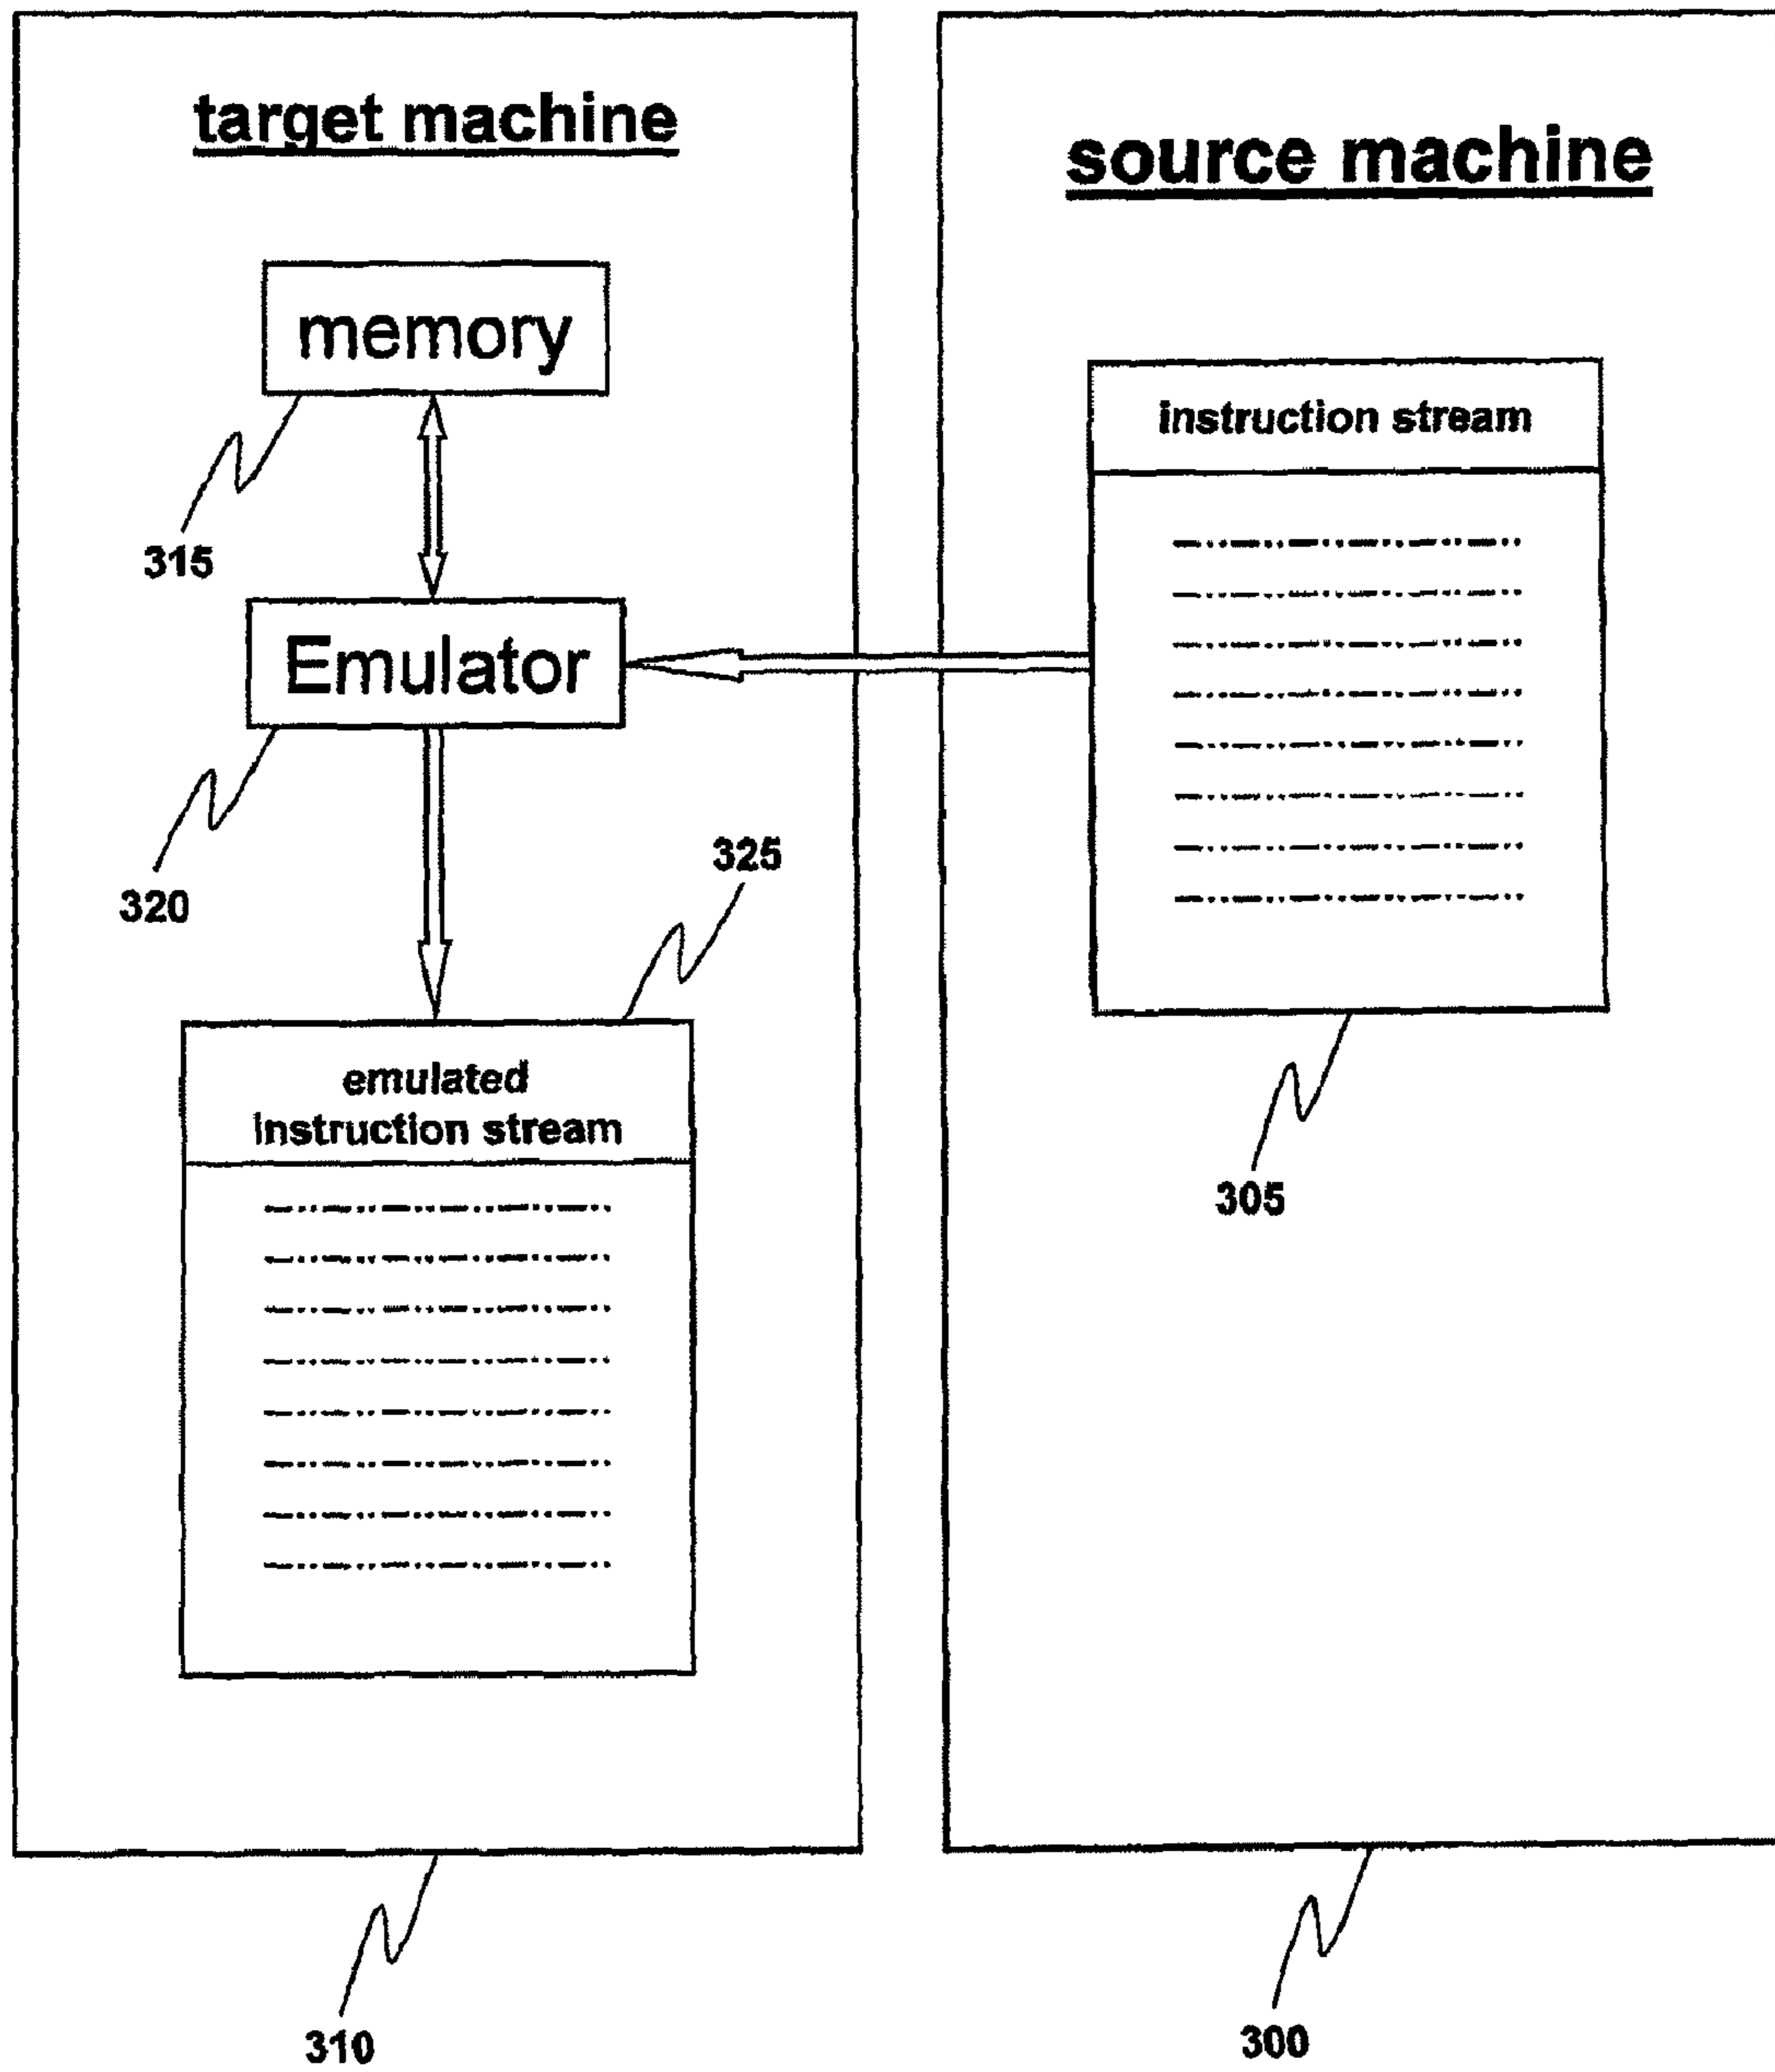 target machine
memory
315
Emulator
320
325
emulated
instruction stream
310
source machine
instruction stream
305
300